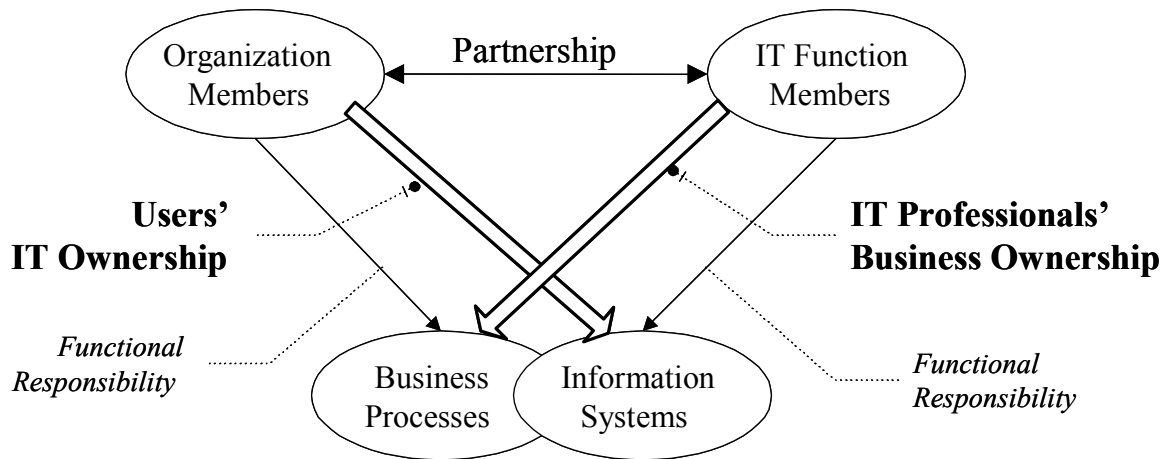 Organization
Members
Partnership
IT Function
Members
Users’
IT Ownership
IT Professionals’
Business Ownership
Functional
Responsibility
Business
Processes
Information
Systems
Functional
Responsibility